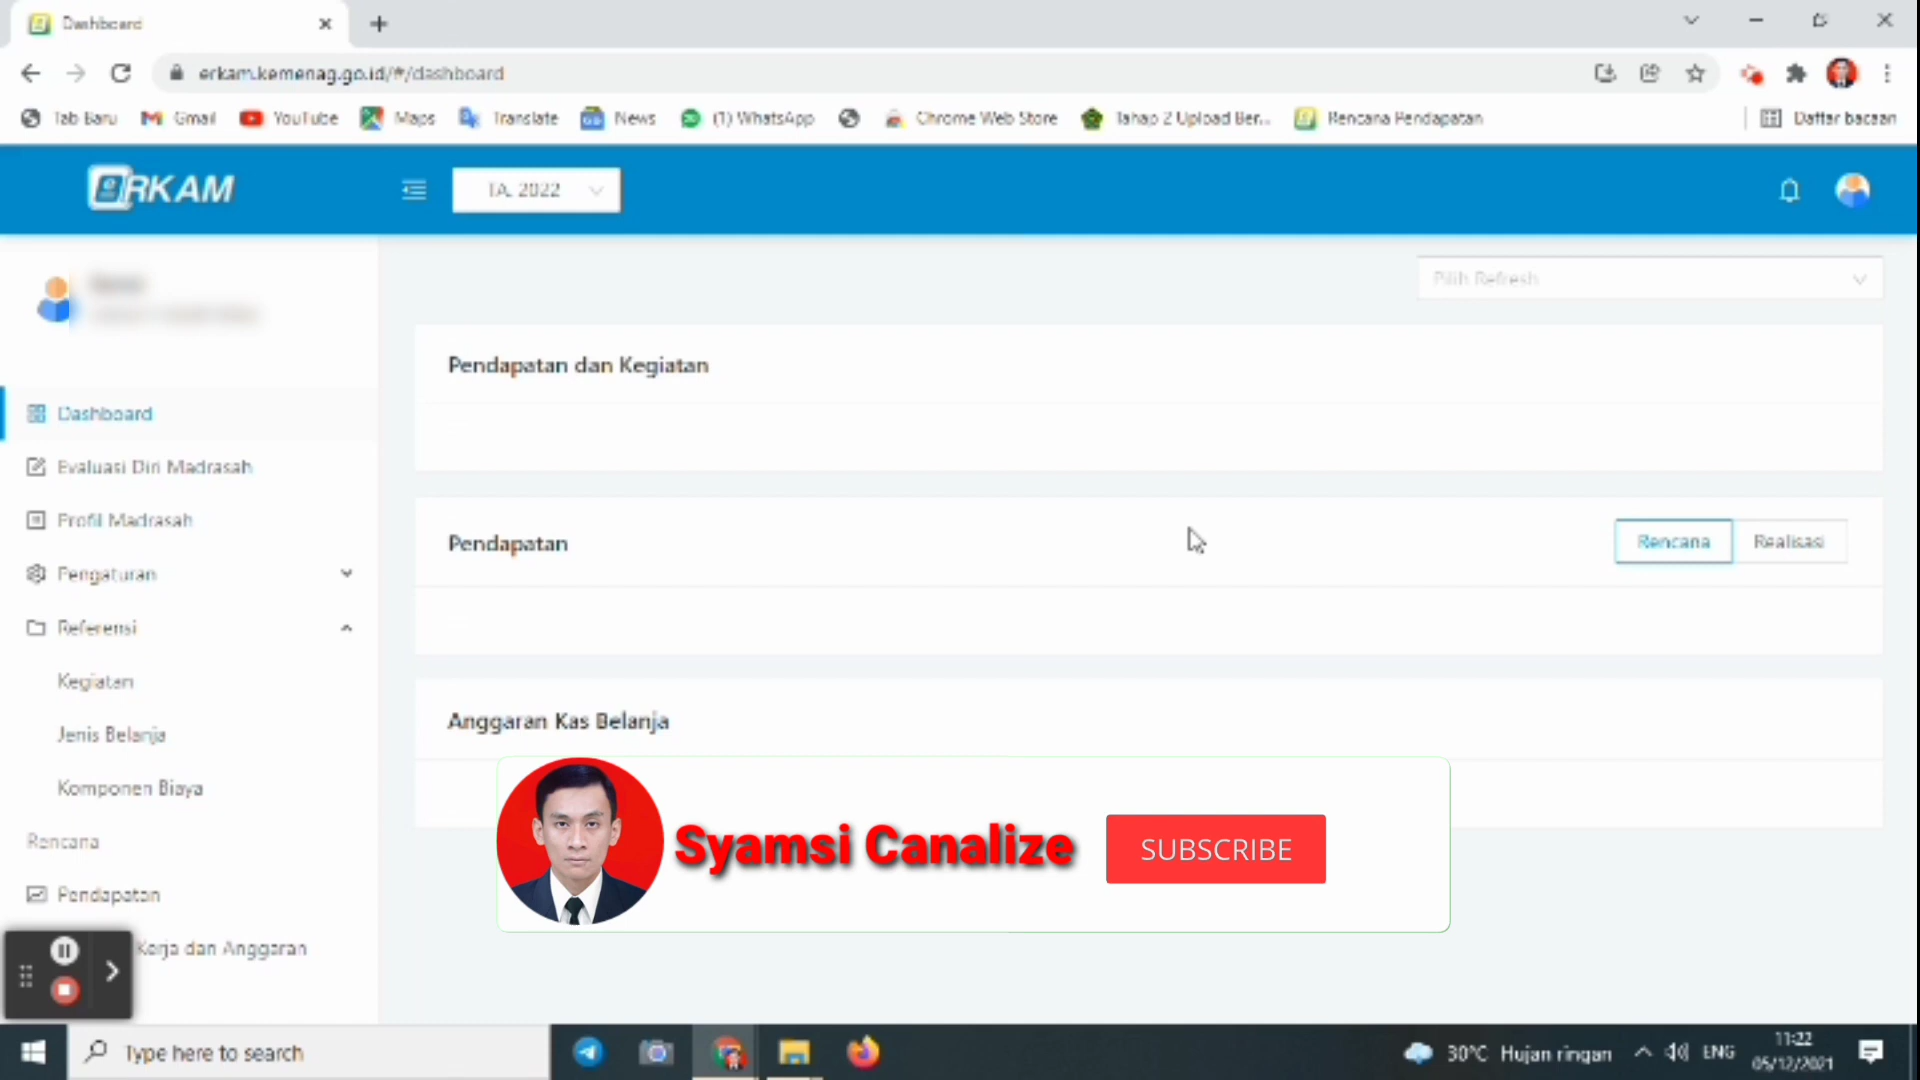 Dashboard
erkam.kemenag.go.id/#/dashboard
Tab Baru
Gmail
YouTube
Maps
Translate
News
(1) WhatsApp
Chrome Web Store
Tahap 2 Upload Ber...
Rencana Pendapatan
Daftar bacaan
eRKAM
TA. 2022
Pilih Refresh
Pendapatan dan Kegiatan
Dashboard
Evaluasi Diri Madrasah
Profil Madrasah
Pendapatan
Rencana
Realisasi
Pengaturan
Referensi
Kegiatan
Jenis Belanja
Anggaran Kas Belanja
Komponen Biaya
Rencana
Syamsi Canalize
SUBSCRIBE
Pendapatan
Kerja dan Anggaran
Type here to search
30°C Hujan ringan
ENG
11:22
05/12/2021